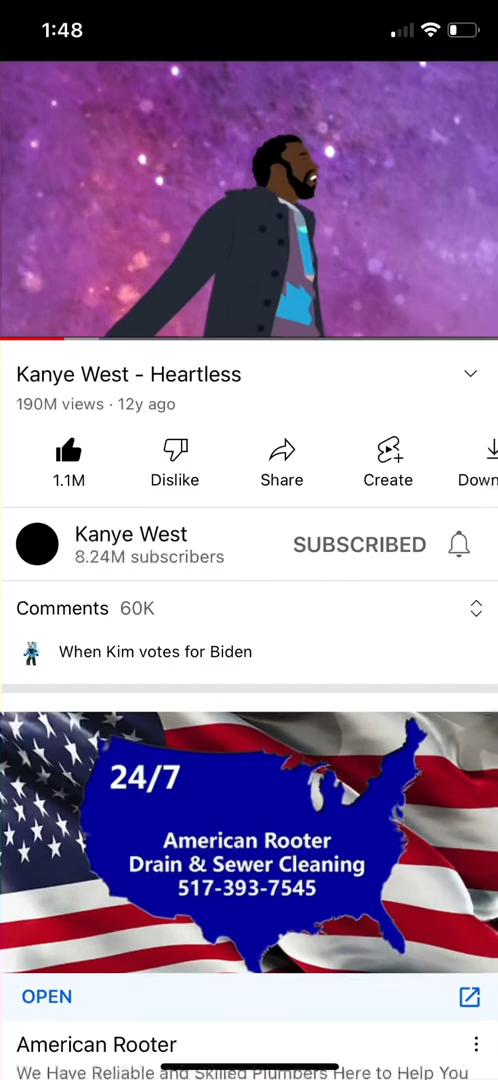 1:48
Kanye West - Heartless
190M views · 12y ago
1.1M
Dislike
Share
Create
Down
Kanye West
8.24M subscribers
SUBSCRIBED
Comments 60K
When Kim votes for Biden
24/7
American Rooter
Drain & Sewer Cleaning
517-393-7545
OPEN
American Rooter
We Have Reliable and Skilled Plumbers Here to Help You